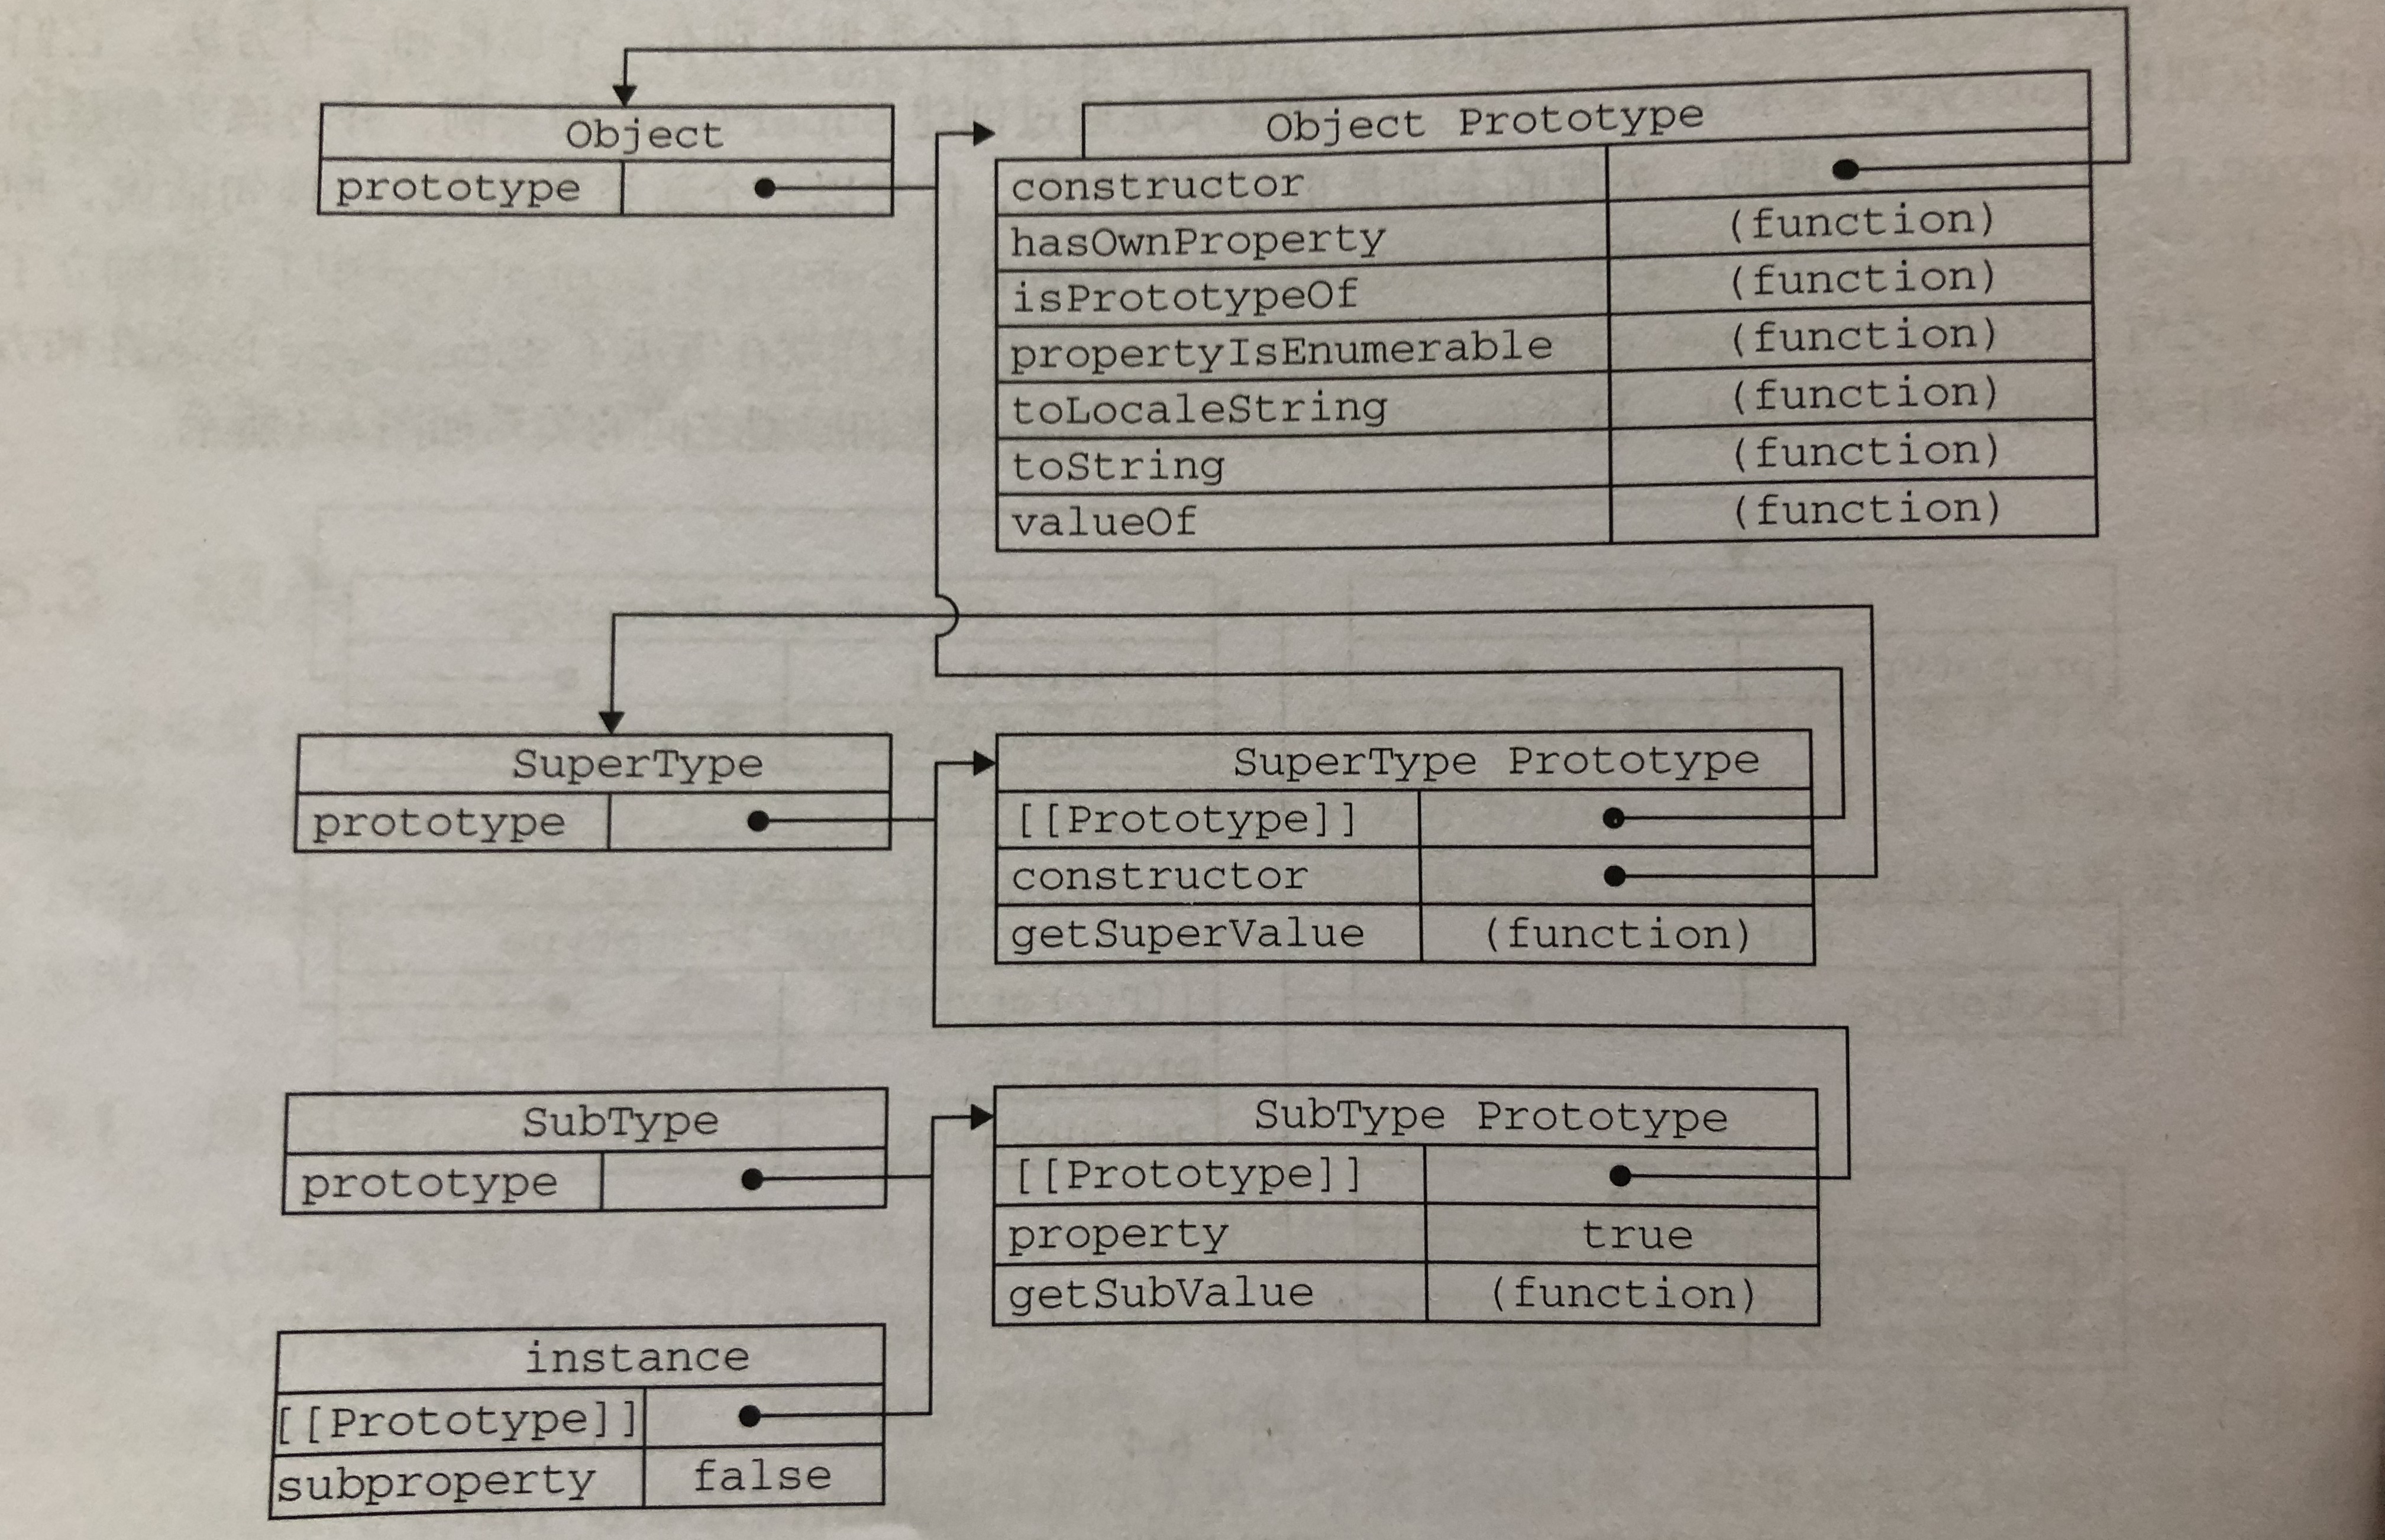 Object
prototype
Object Prototype
constructor
hasOwnProperty (function)
isPrototypeOf (function)
propertyIsEnumerable (function)
toLocaleString (function)
toString (function)
valueOf (function)
SuperType
prototype
SuperType Prototype
[[Prototype]]
constructor
getSuperValue (function)
SubType
prototype
SubType Prototype
[[Prototype]]
property true
getSubValue (function)
instance
[[Prototype]]
subproperty false